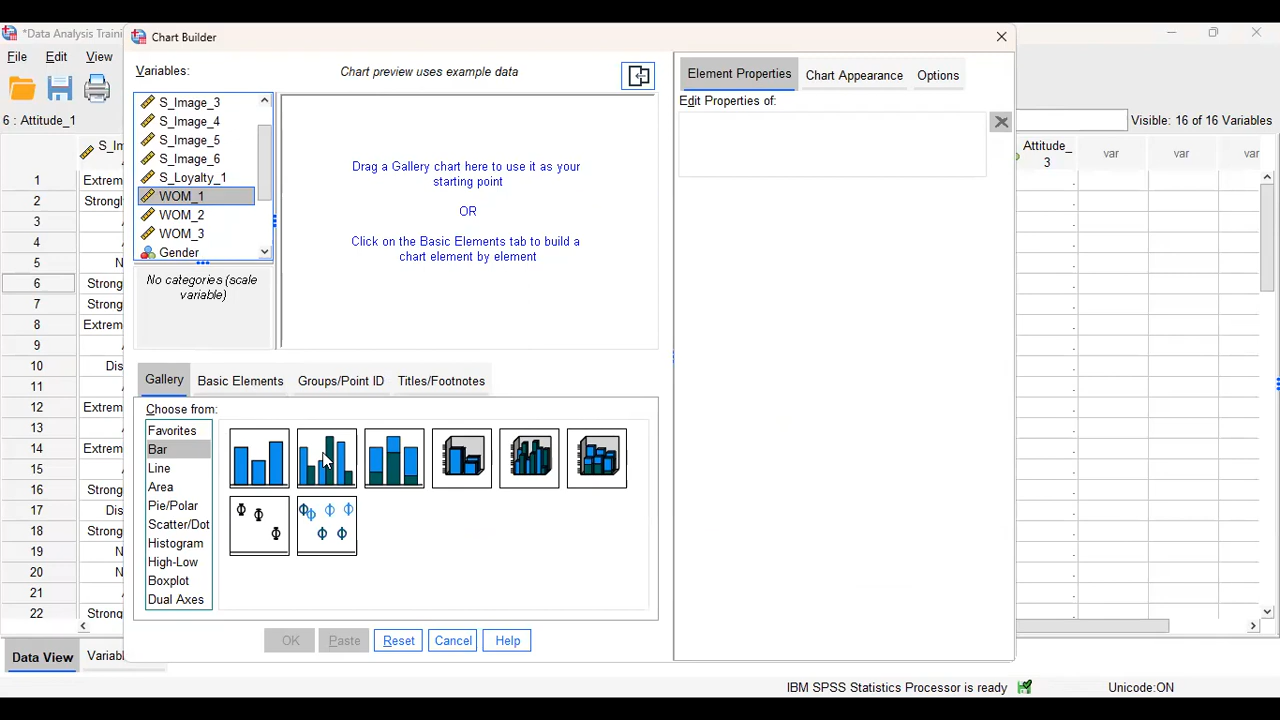 *Data Analysis Traini
Chart Builder
File Edit View
Variables:
Chart preview uses example data
Element Properties
Chart Appearance
Options
Edit Properties of:
6 : Attitude_1
Visible: 16 of 16 Variables
S_Image_3
S_Image_4
S_Image_5
S_Image_6
S_Loyalty_1
WOM_1
WOM_2
WOM_3
Gender
No categories (scale
variable)
Drag a Gallery chart here to use it as your
starting point
OR
Click on the Basic Elements tab to build a
chart element by element
S_Im
1 Extrem
2 Strongl
3
4
5 N
6 Strong
7 Strong
8 Extrem
9
10 Dis
11
12 Extrem
13
14 Extrem
15
16 Strong
17 Dis
18 Strong
19 N
20 N
21
22 Strong
Attitude_
3
var
var
var
Gallery
Basic Elements
Groups/Point ID
Titles/Footnotes
Choose from:
Favorites
Bar
Line
Area
Pie/Polar
Scatter/Dot
Histogram
High-Low
Boxplot
Dual Axes
OK
Paste
Reset
Cancel
Help
Data View
Variabl
IBM SPSS Statistics Processor is ready
Unicode:ON